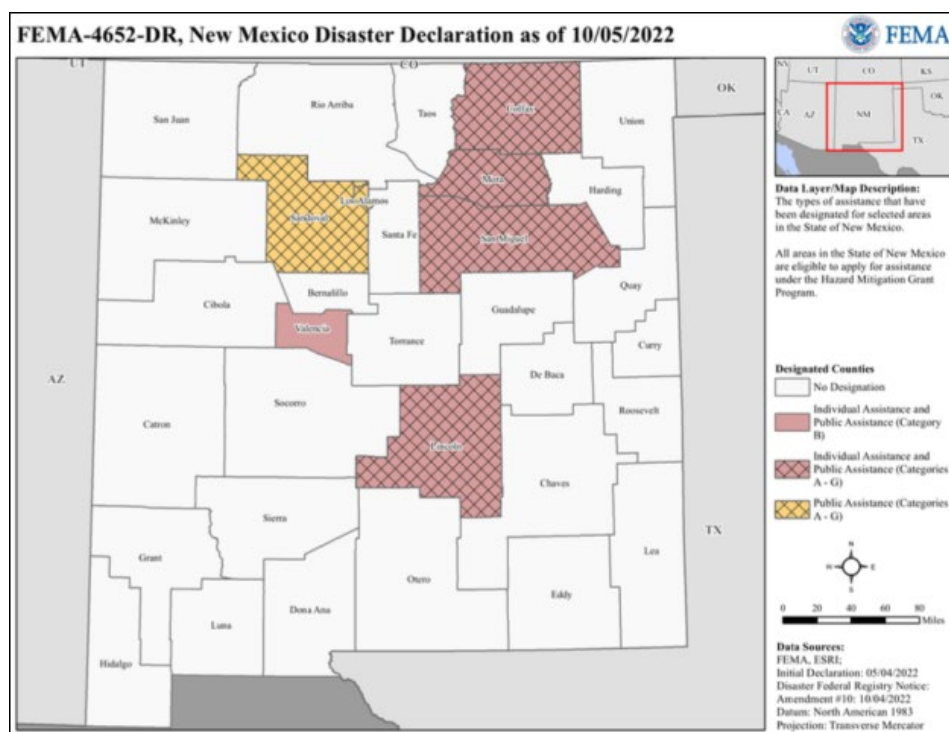 FEMA-4652-DR, New Mexico Disaster Declaration as of 10/05/2022
FEMA
UT
CO
OK
AZ
TX
San Juan
Rio Arriba
Taos
Colfax
Union
Mora
Harding
McKinley
Sandoval
Los Alamos
Santa Fe
San Miguel
Cibola
Bernalillo
Quay
Guadalupe
Valencia
Torrance
Curry
De Baca
Socorro
Roosevelt
Catron
Lincoln
Chaves
Sierra
Lea
Grant
Otero
Eddy
Luna
Dona Ana
Hidalgo
NV
UT
CO
KS
OK
CA
AZ
NM
TX
Data Layer/Map Description:
The types of assistance that have
been designated for selected areas
in the State of New Mexico.
All areas in the State of New Mexico
are eligible to apply for assistance
under the Hazard Mitigation Grant
Program.
Designated Counties
No Designation
Individual Assistance and
Public Assistance (Category
B)
Individual Assistance and
Public Assistance (Categories
A - G)
Public Assistance (Categories
A - G)
N
W
E
S
0 20 40 60 80
Miles
Data Sources:
FEMA, ESRI;
Initial Declaration: 05/04/2022
Disaster Federal Registry Notice:
Amendment #10: 10/04/2022
Datum: North American 1983
Projection: Transverse Mercator